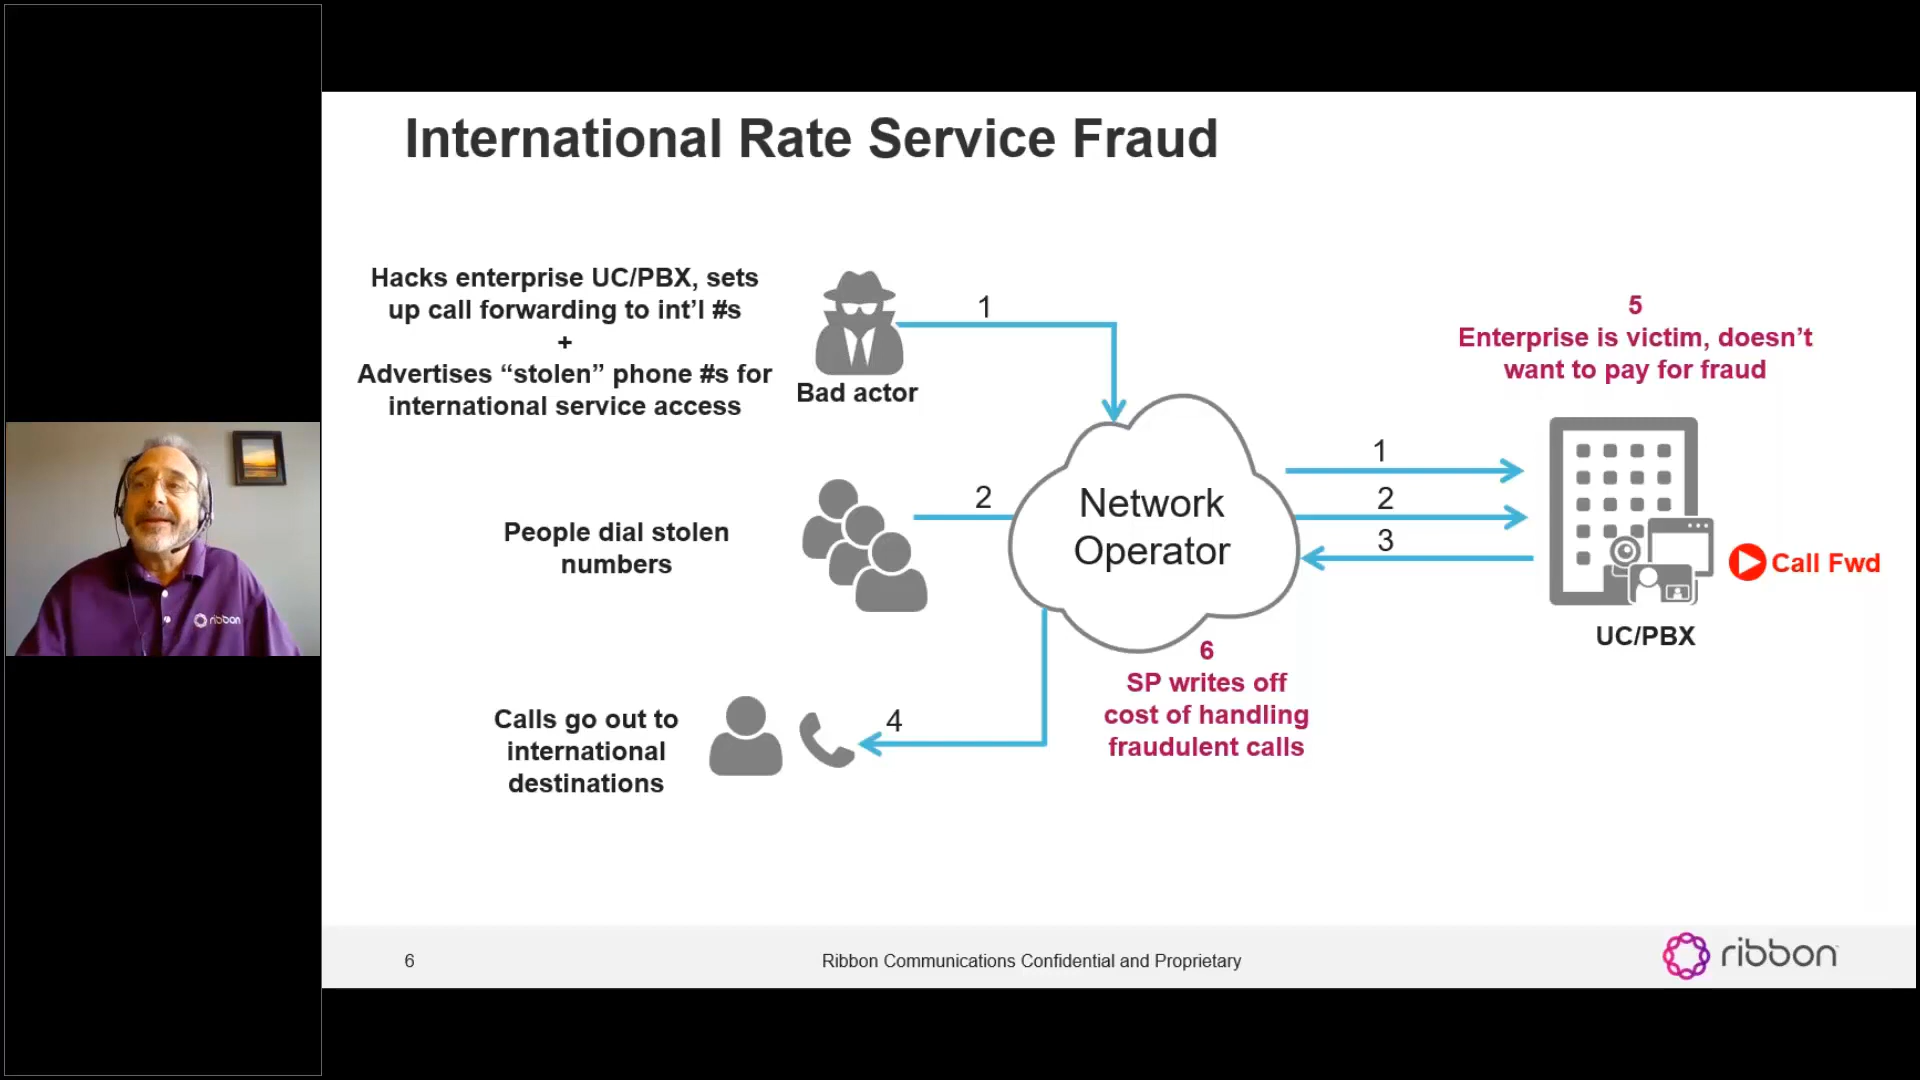 International Rate Service Fraud
Hacks enterprise UC/PBX, sets
up call forwarding to int’l #s
+
Advertises “stolen” phone #s for
international service access
Bad actor
1
5
Enterprise is victim, doesn’t
want to pay for fraud
People dial stolen
numbers
2
Network
Operator
1
2
3
Call Fwd
UC/PBX
Calls go out to
international
destinations
4
6
SP writes off
cost of handling
fraudulent calls
ribbon
6
Ribbon Communications Confidential and Proprietary
ribbon